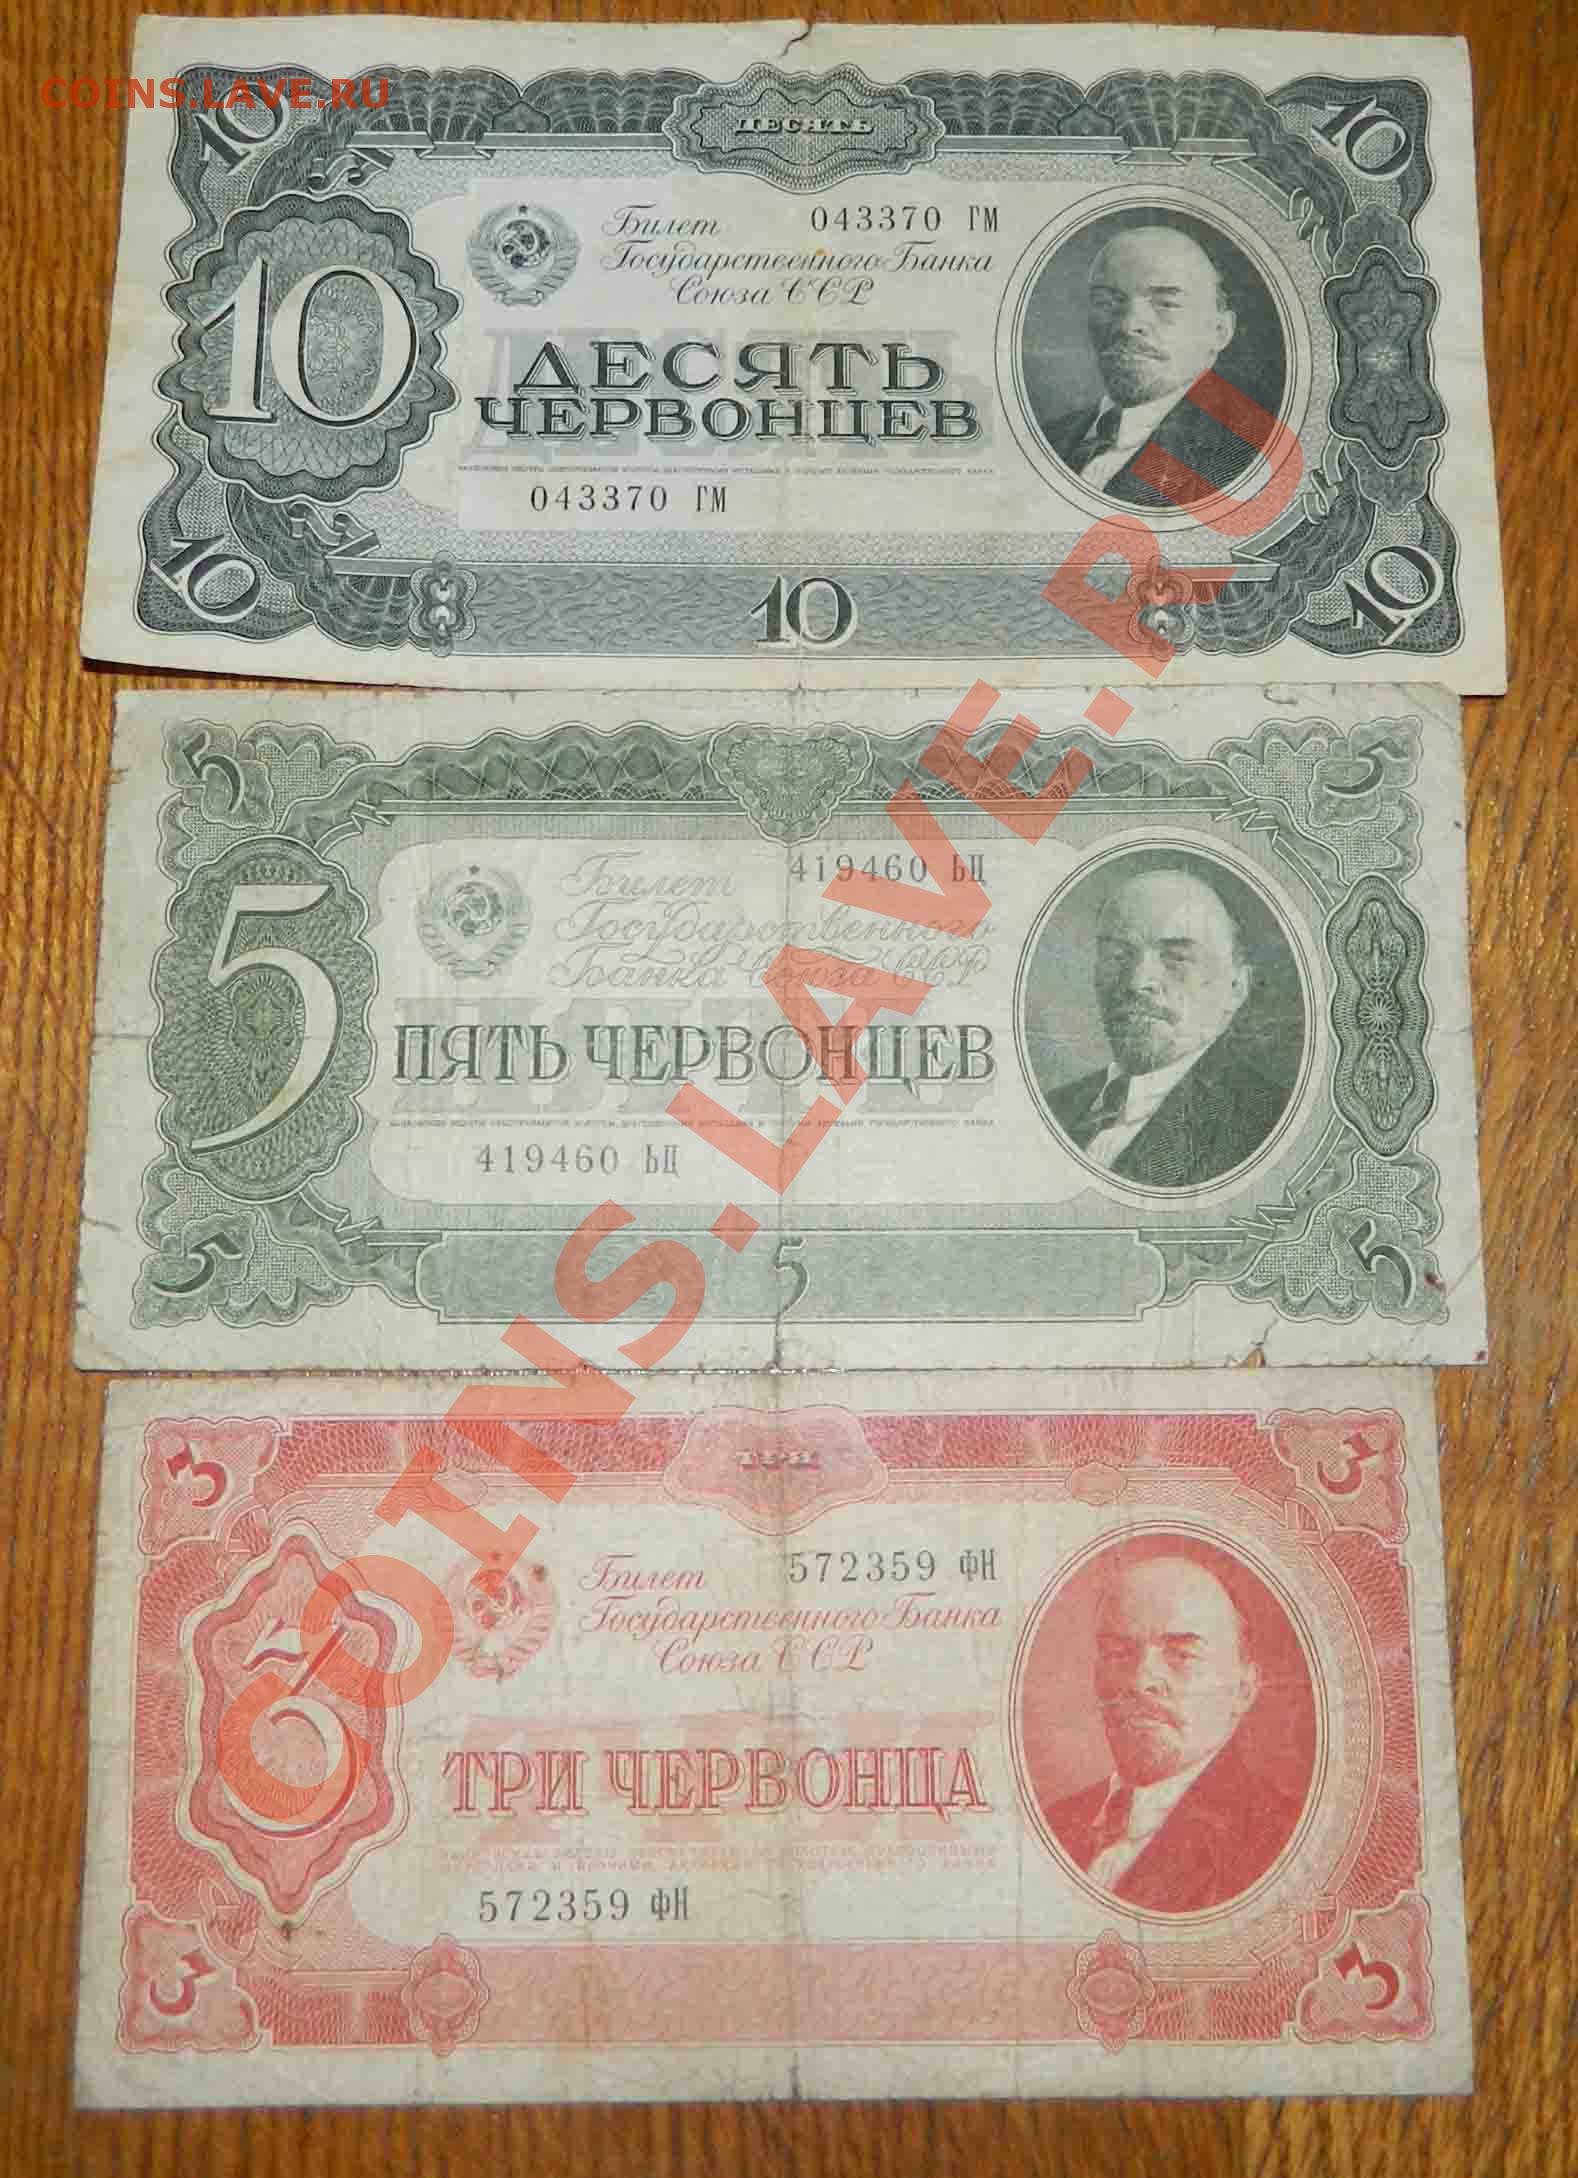 COINS.LAVE.RU
10 ДЕСЯТЬ 10
Билет 043370 ГМ
Государственного Банка
Союза ССР
10
ДЕСЯТЬ
ЧЕРВОНЦЕВ
043370 ГМ
10 10 10
5 5
Билет 419460 ЬЦ
Государственного
Банка Союза ССР
5
ПЯТЬ ЧЕРВОНЦЕВ
419460 ЬЦ
5 5 5
3 ТРИ 3
Билет 572359 ФН
Государственного Банка
Союза ССР
3
ТРИ ЧЕРВОНЦА
572359 ФН
3 3
COINS.LAVE.RU